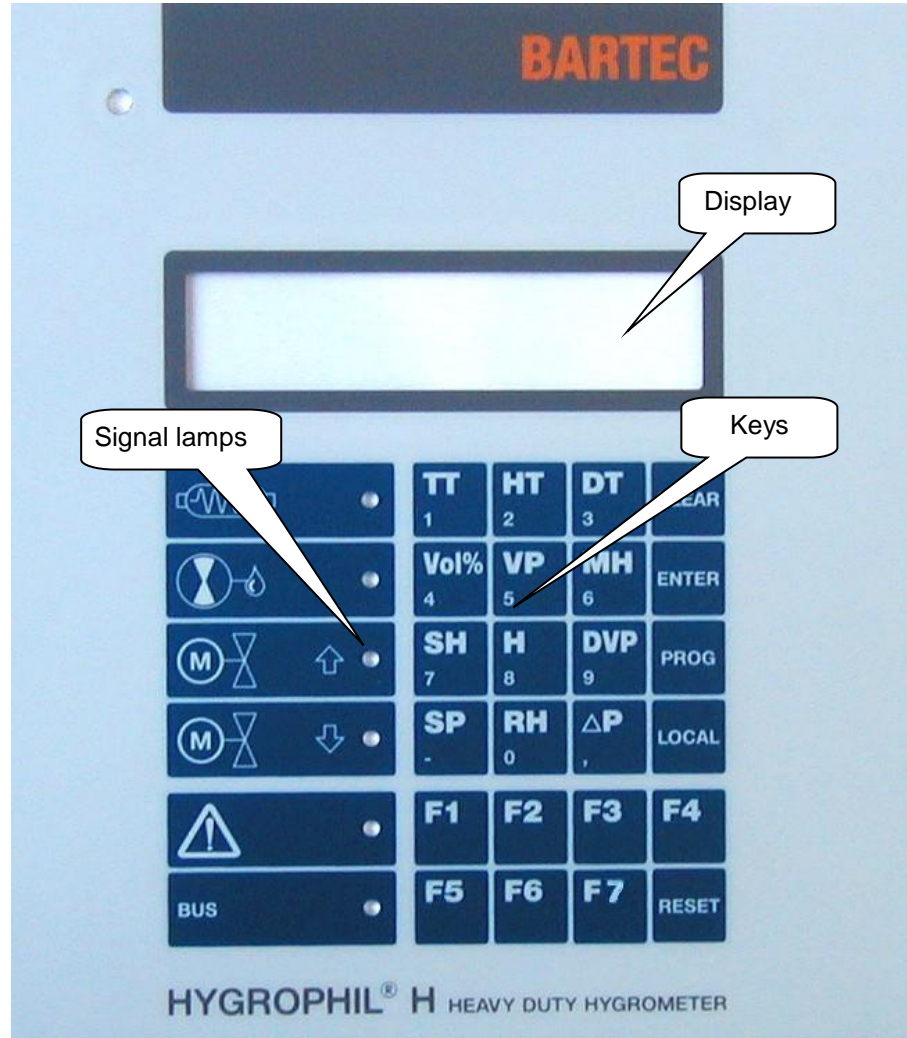 BARTEC
Display
Signal lamps
Keys
TT HT DT
1 2 3
Vol% VP MH ENTER
4 5 6
SH H DVP PROG
7 8 9
SP RH △P LOCAL
- 0 ,
F1 F2 F3 F4
BUS F5 F6 F7 RESET
HYGROPHIL® H HEAVY DUTY HYGROMETER